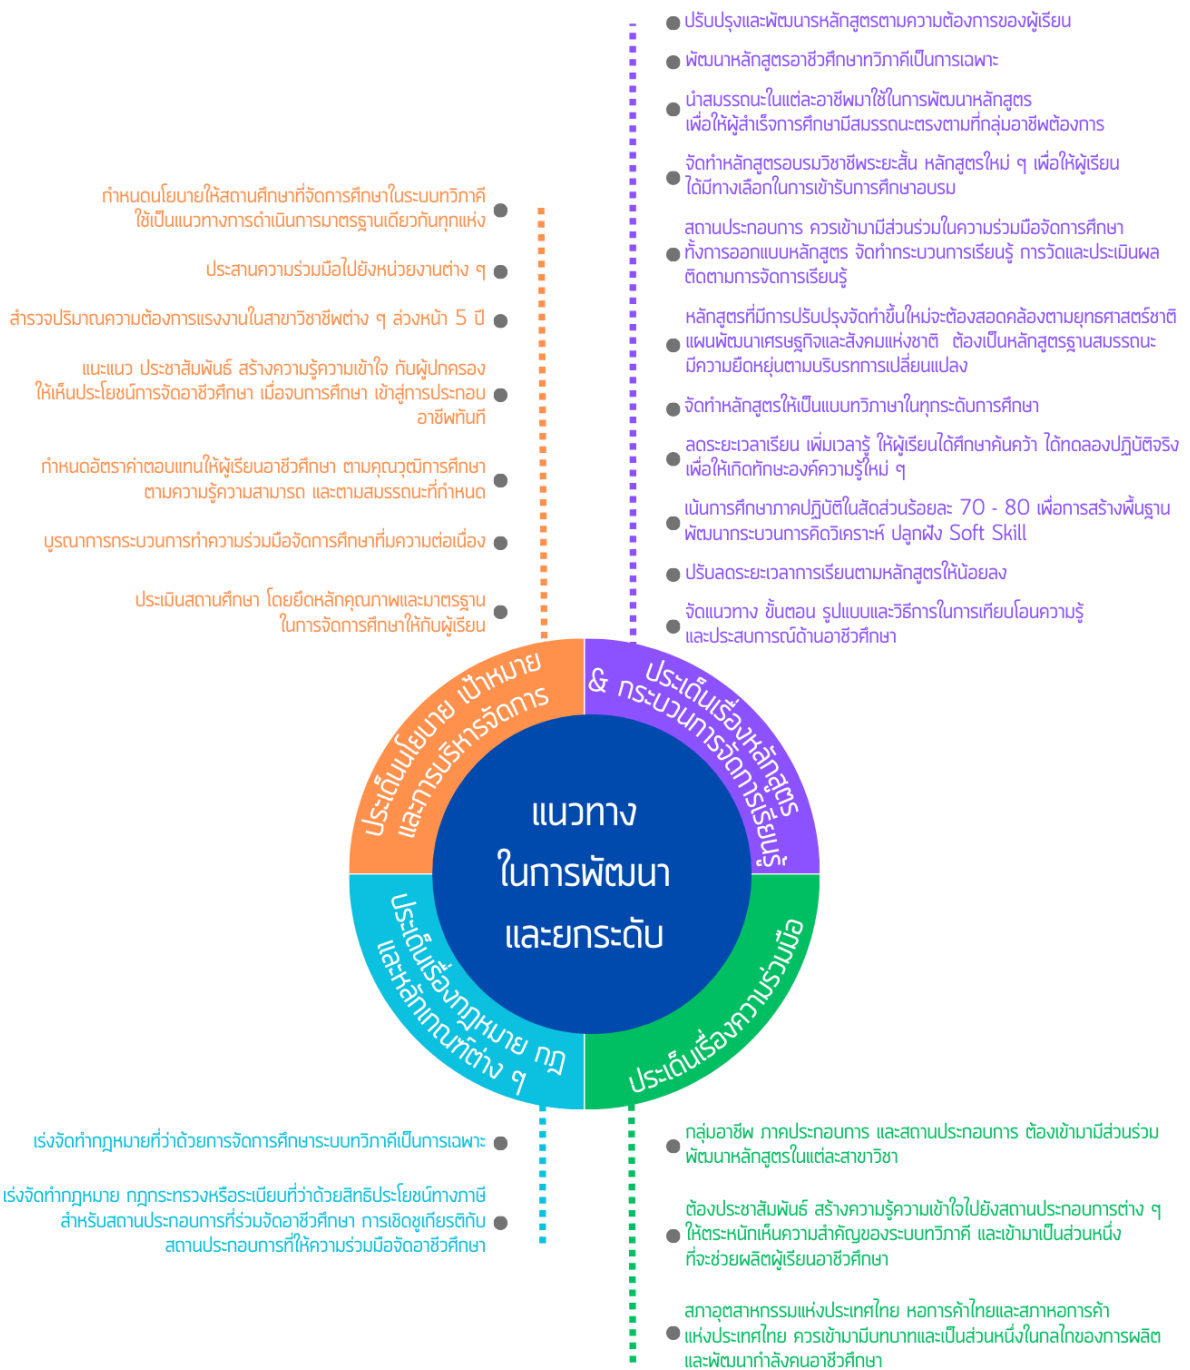 กำหนดนโยบายให้สถานศึกษาที่จัดการศึกษาในระบบทวิภาคี
ใช้เป็นแนวทางการดำเนินการมาตรฐานเดียวกันทุกแห่ง
ประสานความร่วมมือไปยังหน่วยงานต่าง ๆ
สำรวจปริมาณความต้องการแรงงานในสาขาวิชาชีพต่าง ๆ ล่วงหน้า 5 ปี
แนะแนว ประชาสัมพันธ์ สร้างความรู้ความเข้าใจ กับผู้ปกครอง
ให้เห็นประโยชน์การจัดอาชีวศึกษา เมื่อจบการศึกษา เข้าสู่การประกอบ
อาชีพทันที
กำหนดอัตราค่าตอบแทนให้ผู้เรียนอาชีวศึกษา ตามคุณวุฒิการศึกษา
ตามความรู้ความสามารถ และตามสมรรถนะที่กำหนด
บูรณาการกระบวนการทำความร่วมมือจัดการศึกษาที่มความต่อเนื่อง
ประเมินสถานศึกษา โดยยึดหลักคุณภาพและมาตรฐาน
ในการจัดการศึกษาให้กับผู้เรียน
ปรับปรุงและพัฒนารหลักสูตรตามความต้องการของผู้เรียน
พัฒนาหลักสูตรอาชีวศึกษาทวิภาคีเป็นการเฉพาะ
นำสมรรถนะในแต่ละอาชีพมาใช้ในการพัฒนาหลักสูตร
เพื่อให้ผู้สำเร็จการศึกษามีสมรรถนะตรงตามที่กลุ่มอาชีพต้องการ
จัดทำหลักสูตรอบรมวิชาชีพระยะสั้น หลักสูตรใหม่ ๆ เพื่อให้ผู้เรียน
ได้มีทางเลือกในการเข้ารับการศึกษาอบรม
สถานประกอบการ ควรเข้ามามีส่วนร่วมในความร่วมมือจัดการศึกษา
ทั้งการออกแบบหลักสูตร จัดทำกระบวนการเรียนรู้ การวัดและประเมินผล
ติดตามการจัดการเรียนรู้
หลักสูตรที่มีการปรับปรุงจัดทำขึ้นใหม่จะต้องสอดคล้องตามยุทธศาสตร์ชาติ
แผนพัฒนาเศรษฐกิจและสังคมแห่งชาติ ต้องเป็นหลักสูตรฐานสมรรถนะ
มีความยืดหยุ่นตามบริบรทการเปลี่ยนแปลง
จัดทำหลักสูตรให้เป็นแบบทวิภาษาในทุกระดับการศึกษา
ลดระยะเวลาเรียน เพิ่มเวลารู้ ให้ผู้เรียนได้ศึกษาค้นคว้า ได้ทดลองปฏิบัติจริง
เพื่อให้เกิดทักษะองค์ความรู้ใหม่ ๆ
เน้นการศึกษาภาคปฏิบัติในสัดส่วนร้อยละ 70 - 80 เพื่อการสร้างพื้นฐาน
พัฒนากระบวนการคิดวิเคราะห์ ปลูกฝัง Soft Skill
ปรับลดระยะเวลาการเรียนตามหลักสูตรให้น้อยลง
จัดแนวทาง ขั้นตอน รูปแบบและวิธีการในการเทียบโอนความรู้
และประสบการณ์ด้านอาชีวศึกษา
ประเด็นนโยบาย เป้าหมาย
และการบริหารจัดการ
ประเด็นเรื่องหลักสูตร
& กระบวนการจัดการเรียนรู้
แนวทาง
ในการพัฒนา
และยกระดับ
ประเด็นเรื่องกฎหมาย กฎ
และหลักเกณฑ์ต่าง ๆ
ประเด็นเรื่องความร่วมมือ
เร่งจัดทำกฎหมายที่ว่าด้วยการจัดการศึกษาระบบทวิภาคีเป็นการเฉพาะ
เร่งจัดทำกฎหมาย กฎกระทรวงหรือระเบียบที่ว่าด้วยสิทธิประโยชน์ทางภาษี
สำหรับสถานประกอบการที่ร่วมจัดอาชีวศึกษา การเชิดชูเกียรติกับ
สถานประกอบการที่ให้ความร่วมมือจัดอาชีวศึกษา
กลุ่มอาชีพ ภาคประกอบการ และสถานประกอบการ ต้องเข้ามามีส่วนร่วม
พัฒนาหลักสูตรในแต่ละสาขาวิชา
ต้องประชาสัมพันธ์ สร้างความรู้ความเข้าใจไปยังสถานประกอบการต่าง ๆ
ให้ตระหนักเห็นความสำคัญของระบบทวิภาคี และเข้ามาเป็นส่วนหนึ่ง
ที่จะช่วยผลิตผู้เรียนอาชีวศึกษา
สภาอุตสาหกรรมแห่งประเทศไทย หอการค้าไทยและสภาหอการค้า
แห่งประเทศไทย ควรเข้ามามีบทบาทและเป็นส่วนหนึ่งในกลไกของการผลิต
และพัฒนากำลังคนอาชีวศึกษา